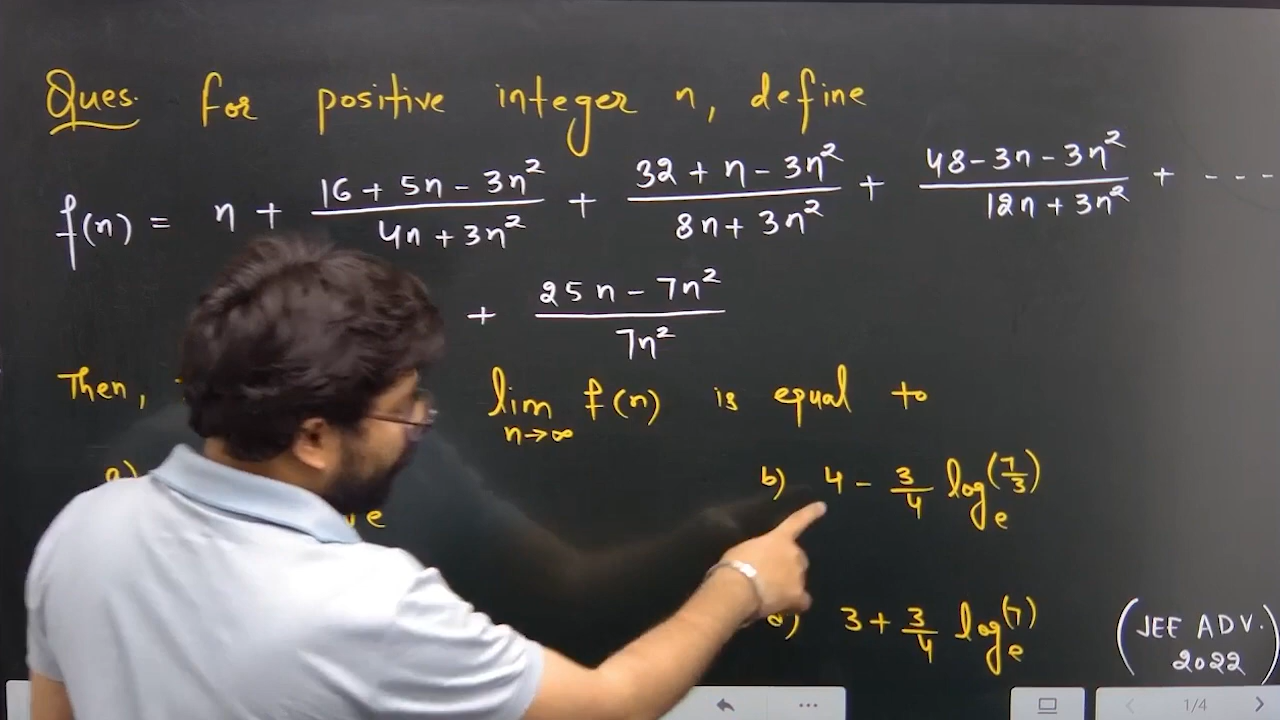 Ques. For positive integer n, define
f(n) = n + (16 + 5n - 3n²)/(4n + 3n²) + (32 + n - 3n²)/(8n + 3n²) + (48 - 3n - 3n²)/(12n + 3n²) + ----
+ (25n - 7n²)/(7n²)
Then, lim n→∞ f(n) is equal to
a) b) 4 - 3/4 logₑ(7/3)
d) 3 + 3/4 logₑ(7)
(JEE ADV. 2022)
1/4